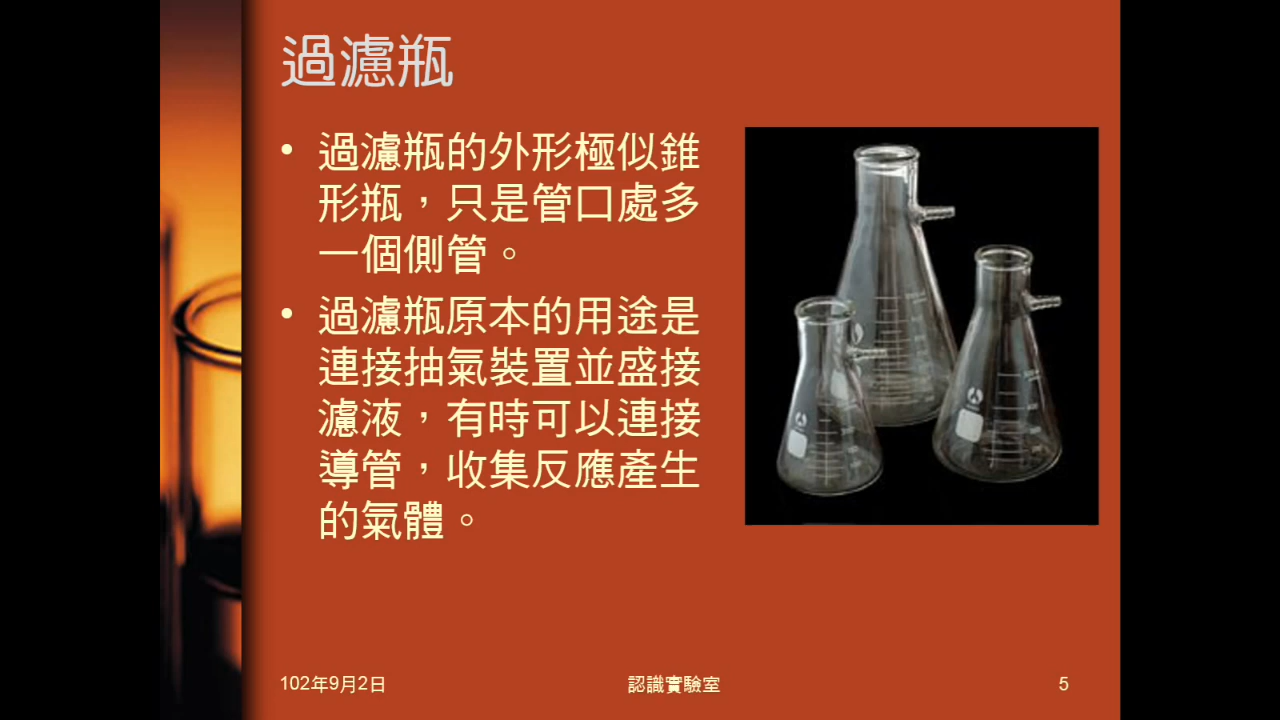 過濾瓶
• 過濾瓶的外形極似錐
形瓶，只是管口處多
一個側管。
• 過濾瓶原本的用途是
連接抽氣裝置並盛接
濾液，有時可以連接
導管，收集反應產生
的氣體。
102年9月2日
認識實驗室
5